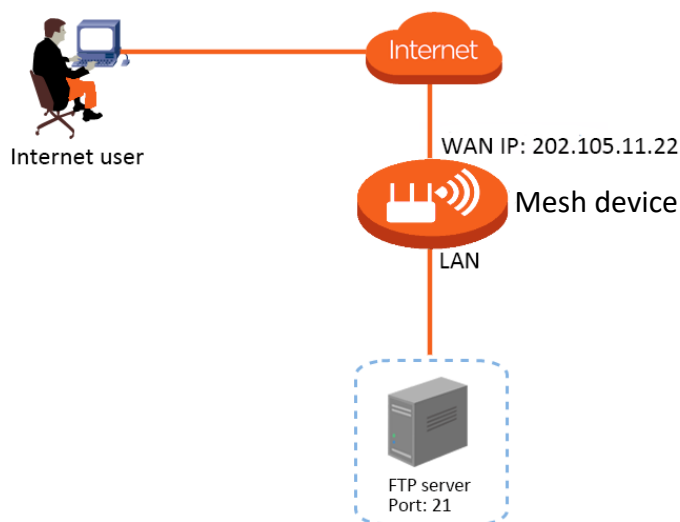 Internet
Internet user
WAN IP: 202.105.11.22
Mesh device
LAN
FTP server
Port: 21